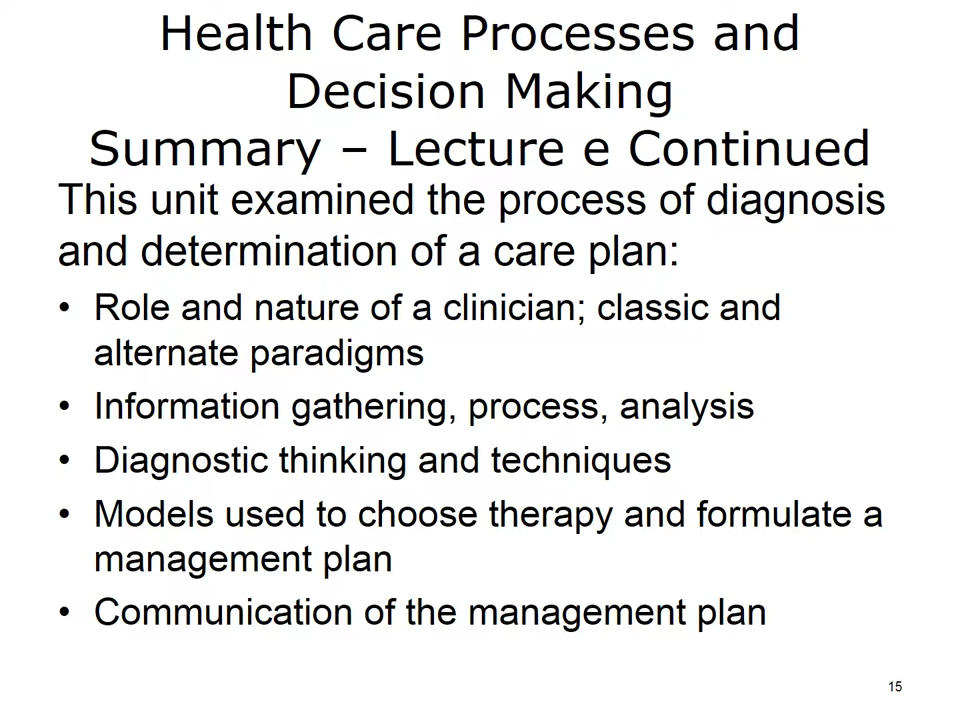 Health Care Processes and
Decision Making
Summary – Lecture e Continued
This unit examined the process of diagnosis
and determination of a care plan:
• Role and nature of a clinician; classic and
alternate paradigms
• Information gathering, process, analysis
• Diagnostic thinking and techniques
• Models used to choose therapy and formulate a
management plan
• Communication of the management plan
15